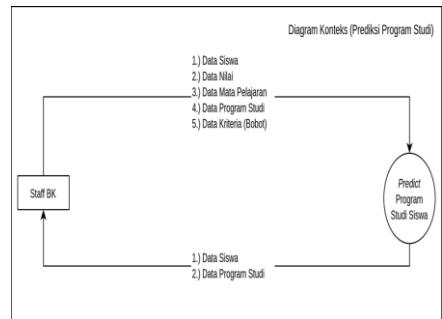 Diagram Konteks (Prediksi Program Studi)
1.) Data Siswa
2.) Data Nilai
3.) Data Mata Pelajaran
4.) Data Program Studi
5.) Data Kriteria (Bobot)
Staff BK
Predict
Program
Studi Siswa
1.) Data Siswa
2.) Data Program Studi